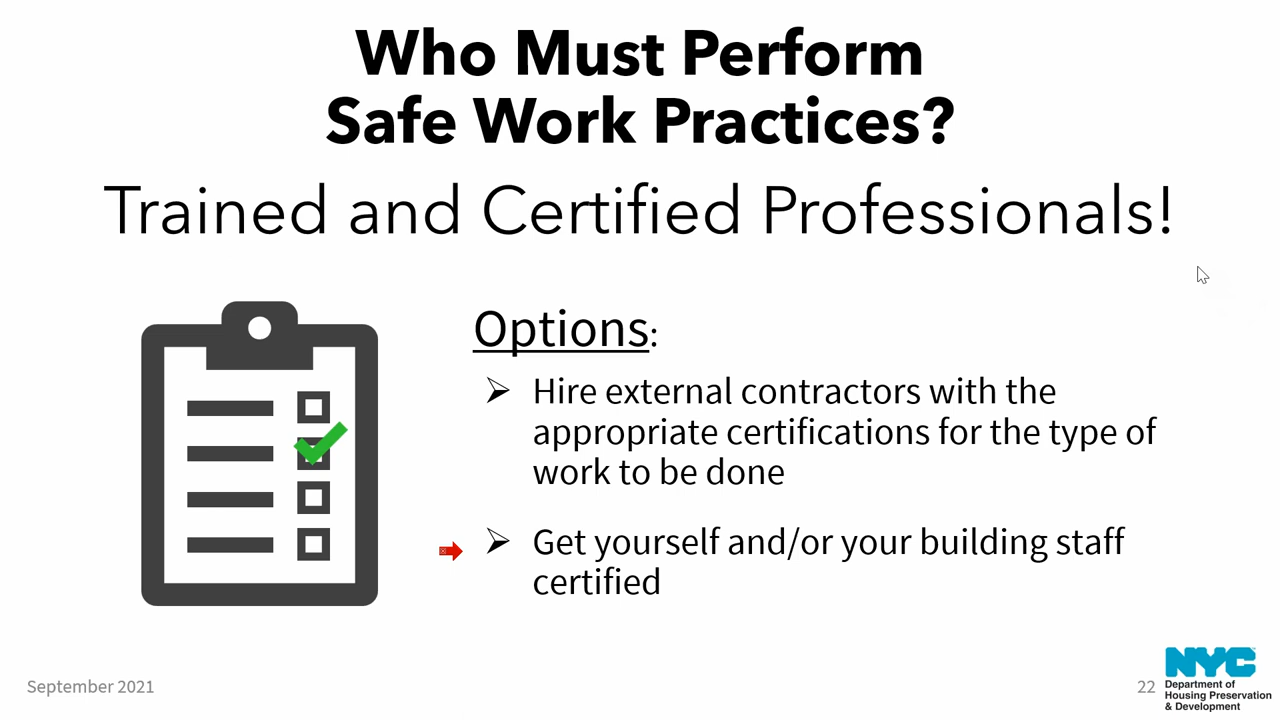 Who Must Perform
Safe Work Practices?
Trained and Certified Professionals!
Options:
Hire external contractors with the
appropriate certifications for the type of
work to be done
Get yourself and/or your building staff
certified
September 2021
22
NYC
Department of
Housing Preservation
& Development